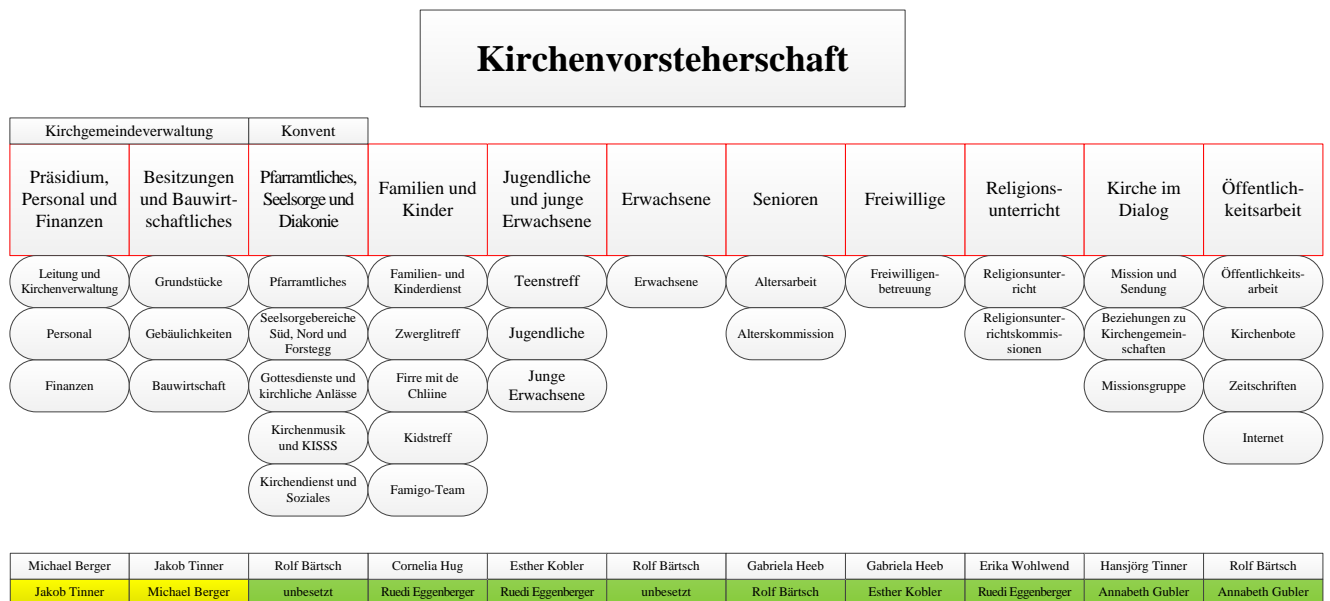 Kirchenvorsteherschaft
Kirchgemeindeverwaltung
Konvent
Präsidium,
Personal und
Finanzen
Besitzungen
und Bauwirt-
schaftliches
Pfarramtliches,
Seelsorge und
Diakonie
Familien und
Kinder
Jugendliche
und junge
Erwachsene
Erwachsene
Senioren
Freiwillige
Religions-
unterricht
Kirche im
Dialog
Öffentlich-
keitsarbeit
Leitung und
Kirchenverwaltung
Personal
Finanzen
Grundstücke
Gebäulichkeiten
Bauwirtschaft
Pfarramtliches
Seelsorgebereiche
Süd, Nord und
Forstegg
Gottesdienste und
kirchliche Anlässe
Kirchenmusik
und KISSS
Kirchendienst und
Soziales
Familien- und
Kinderdienst
Zwerglitreff
Firre mit de
Chliine
Kidstreff
Famigo-Team
Teenstreff
Jugendliche
Junge
Erwachsene
Erwachsene
Altersarbeit
Alterskommission
Freiwilligen-
betreuung
Religionsunter-
richt
Religionsunter-
richtskommis-
sionen
Mission und
Sendung
Beziehungen zu
Kirchengemein-
schaften
Missionsgruppe
Öffentlichkeits-
arbeit
Kirchenbote
Zeitschriften
Internet
Michael Berger
Jakob Tinner
Rolf Bärtsch
Cornelia Hug
Esther Kobler
Rolf Bärtsch
Gabriela Heeb
Gabriela Heeb
Erika Wohlwend
Hansjörg Tinner
Rolf Bärtsch
Jakob Tinner
Michael Berger
unbesetzt
Ruedi Eggenberger
Ruedi Eggenberger
unbesetzt
Rolf Bärtsch
Esther Kobler
Ruedi Eggenberger
Annabeth Gubler
Annabeth Gubler